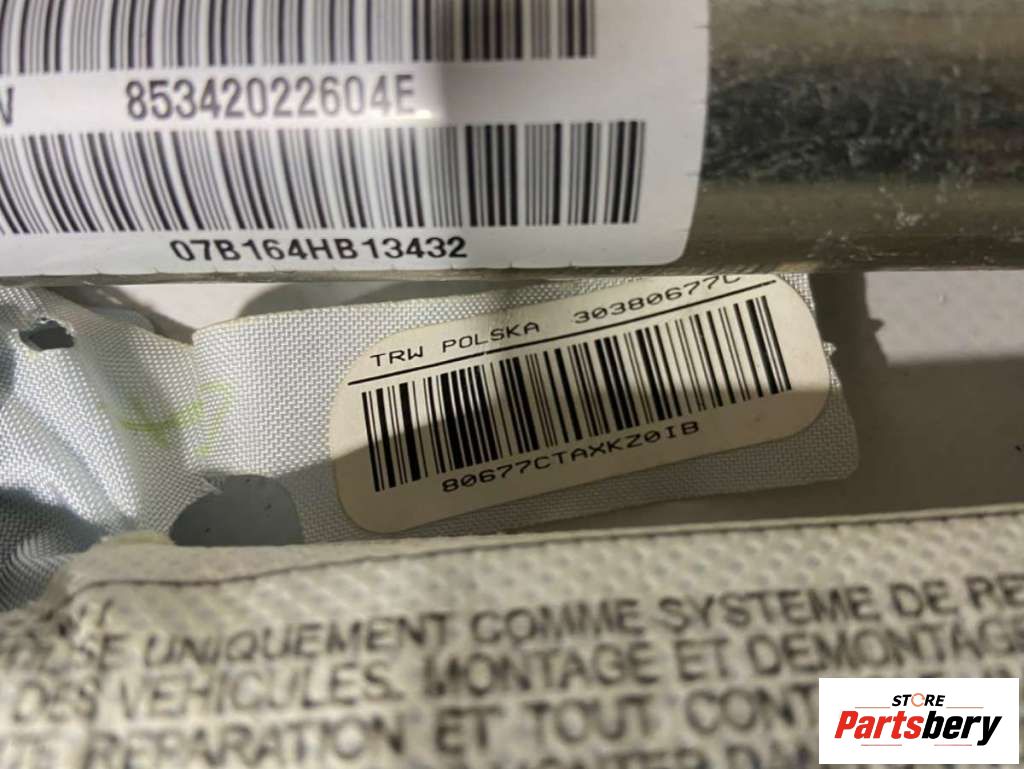 85342022604E
07B164HB13432
TRW POLSKA 30380677C
80677CTAXKZ0IB
UNIQUEMENT COMME SYSTEME DE
DES VEHICULES. MONTAGE ET DEMONTAGE
REPARATION ET TOUT
STORE
Partsbery